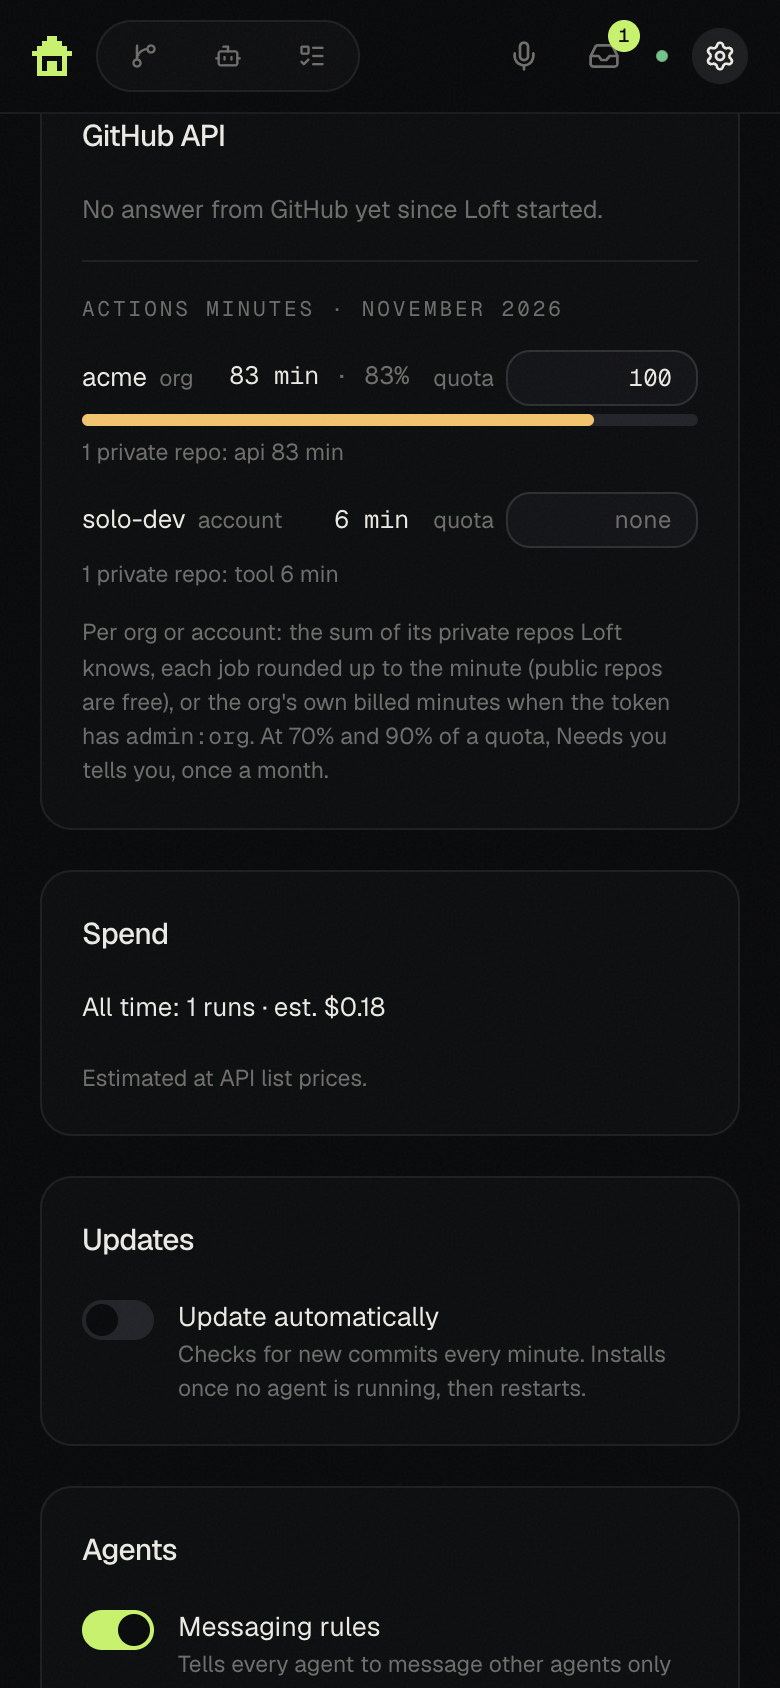 1
GitHub API
No answer from GitHub yet since Loft started.
ACTIONS MINUTES · NOVEMBER 2026
acme org 83 min · 83% quota 100
1 private repo: api 83 min
solo-dev account 6 min quota none
1 private repo: tool 6 min
Per org or account: the sum of its private repos Loft
knows, each job rounded up to the minute (public repos
are free), or the org's own billed minutes when the token
has admin:org. At 70% and 90% of a quota, Needs you
tells you, once a month.
Spend
All time: 1 runs · est. $0.18
Estimated at API list prices.
Updates
Update automatically
Checks for new commits every minute. Installs
once no agent is running, then restarts.
Agents
Messaging rules
Tells every agent to message other agents only